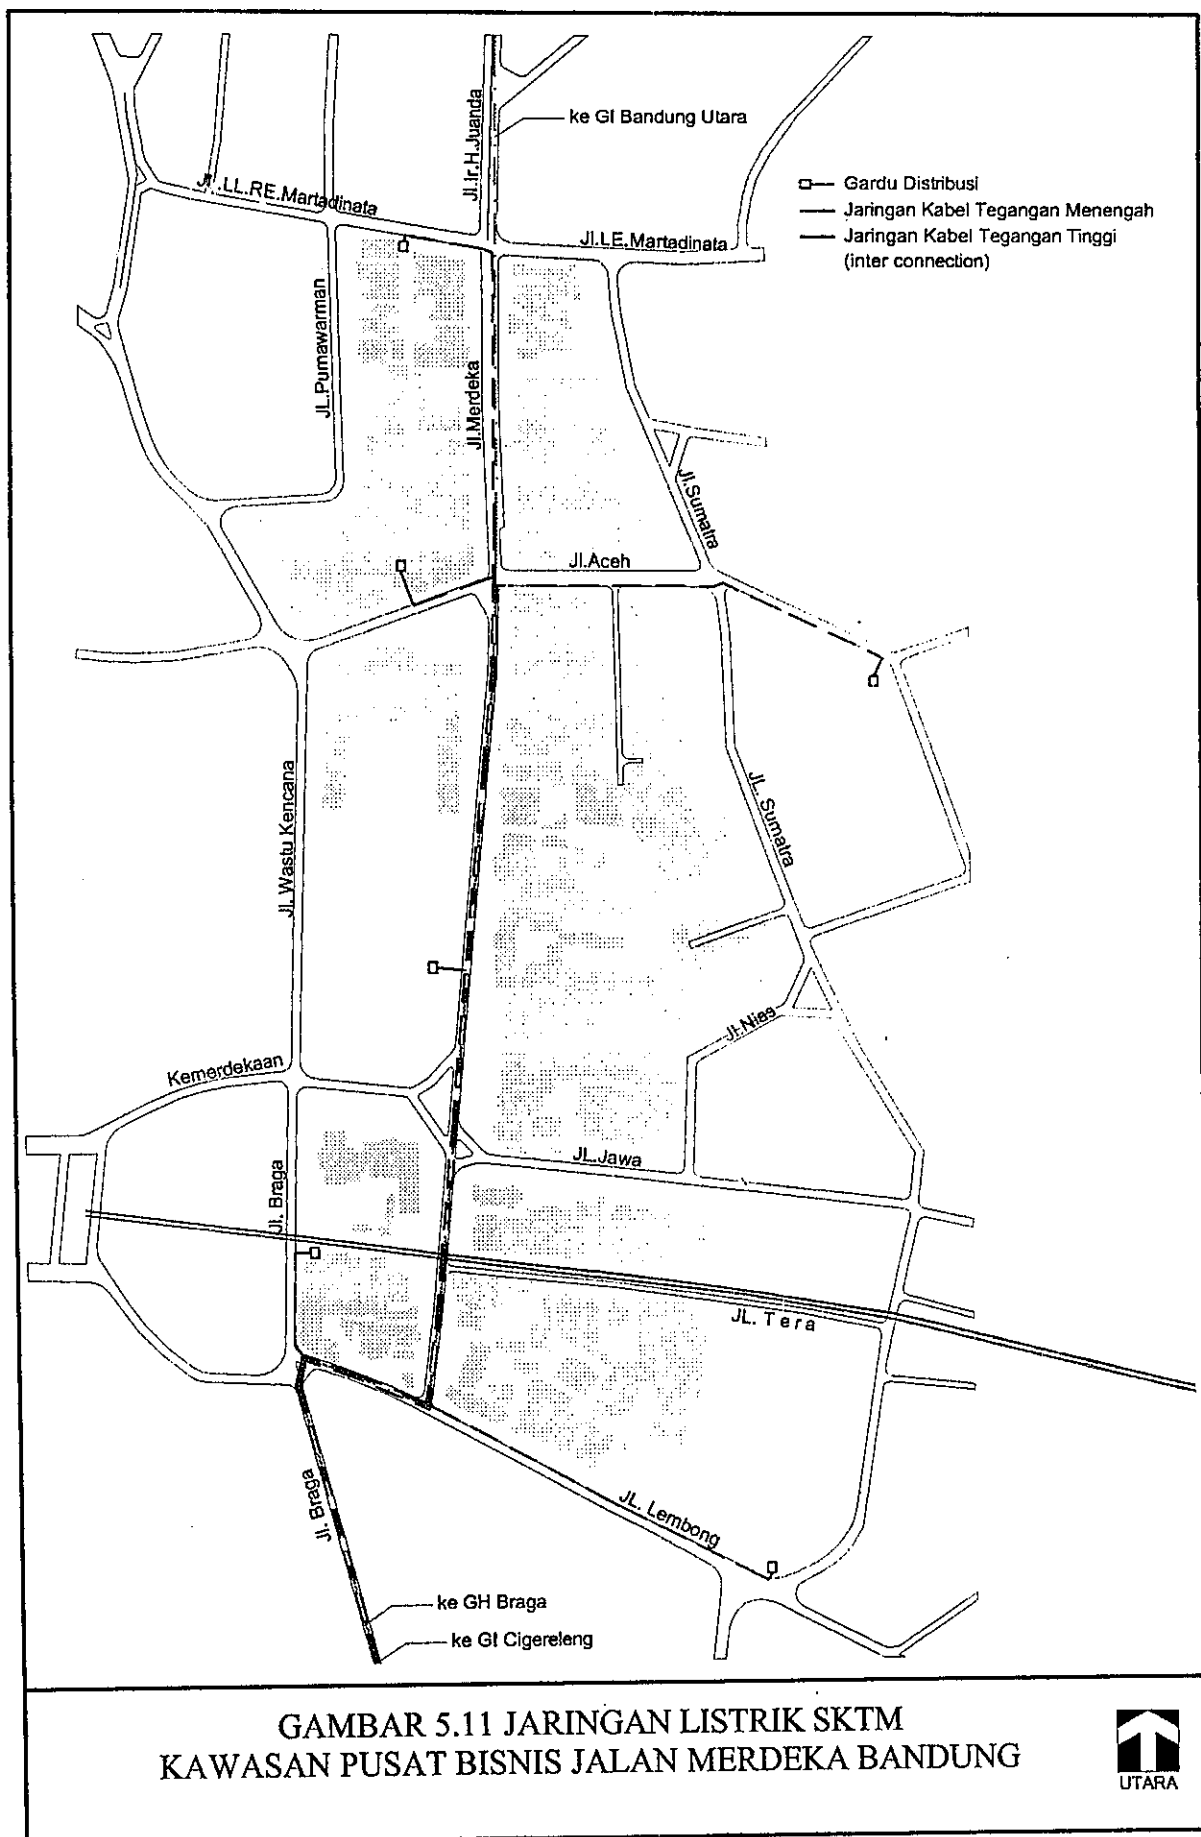 Jl.Ir.H.Juanda
ke GI Bandung Utara
Gardu Distribusi
Jaringan Kabel Tegangan Menengah
Jaringan Kabel Tegangan Tinggi
(inter connection)
.LL.RE.Martadinata
Jl.LE.Martadinata
JL.Purnawarman
Jl.Merdeka
Jl.Sumatra
Jl.Aceh
Jl.Wastu Kencana
JL. Sumatra
Jl.Nias
Kemerdekaan
JL.Jawa
Jl. Braga
JL. Tera
Jl. Braga
JL. Lembong
ke GH Braga
ke GI Cigereleng
GAMBAR 5.11 JARINGAN LISTRIK SKTM
KAWASAN PUSAT BISNIS JALAN MERDEKA BANDUNG
UTARA